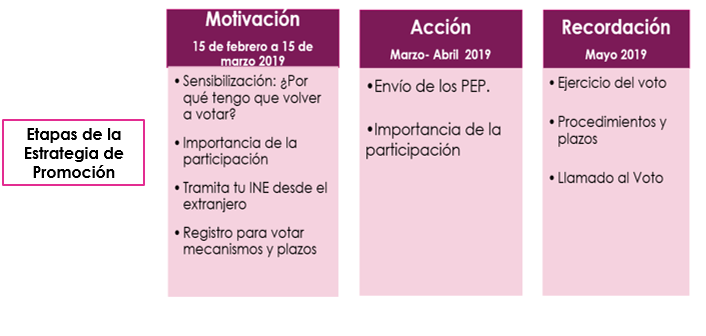 Etapas de la
Estrategia de
Promoción
Motivación
15 de febrero a 15 de
marzo 2019
•Sensibilización: ¿Por
qué tengo que volver
a votar?
•Importancia de la
participación
•Tramita tu INE desde el
extranjero
•Registro para votar
mecanismos y plazos
Acción
Marzo- Abril 2019
•Envío de los PEP.
•Importancia de la
participación
Recordación
Mayo 2019
•Ejercicio del voto
•Procedimientos y
plazos
•Llamado al Voto